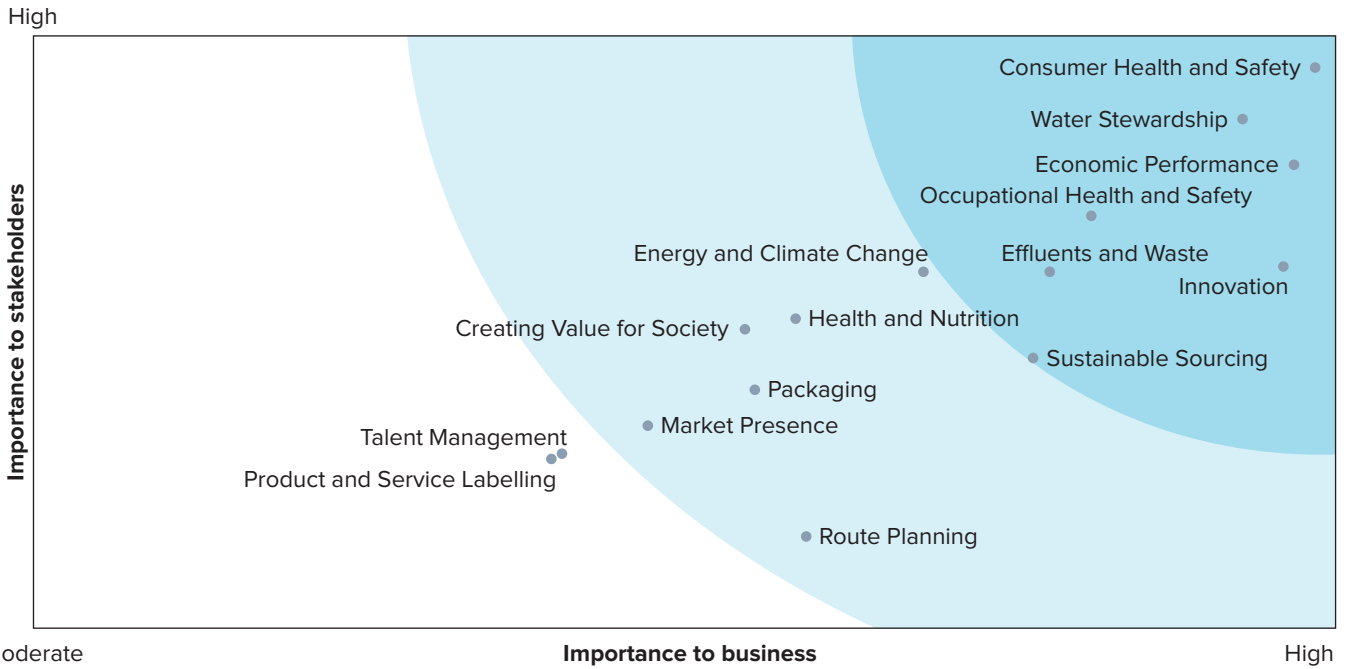 High
Consumer Health and Safety
Water Stewardship
Economic Performance
Occupational Health and Safety
Energy and Climate Change
Effluents and Waste
Innovation
Health and Nutrition
Creating Value for Society
Sustainable Sourcing
Packaging
Market Presence
Talent Management
Product and Service Labelling
Route Planning
Importance to stakeholders
oderate
Importance to business
High